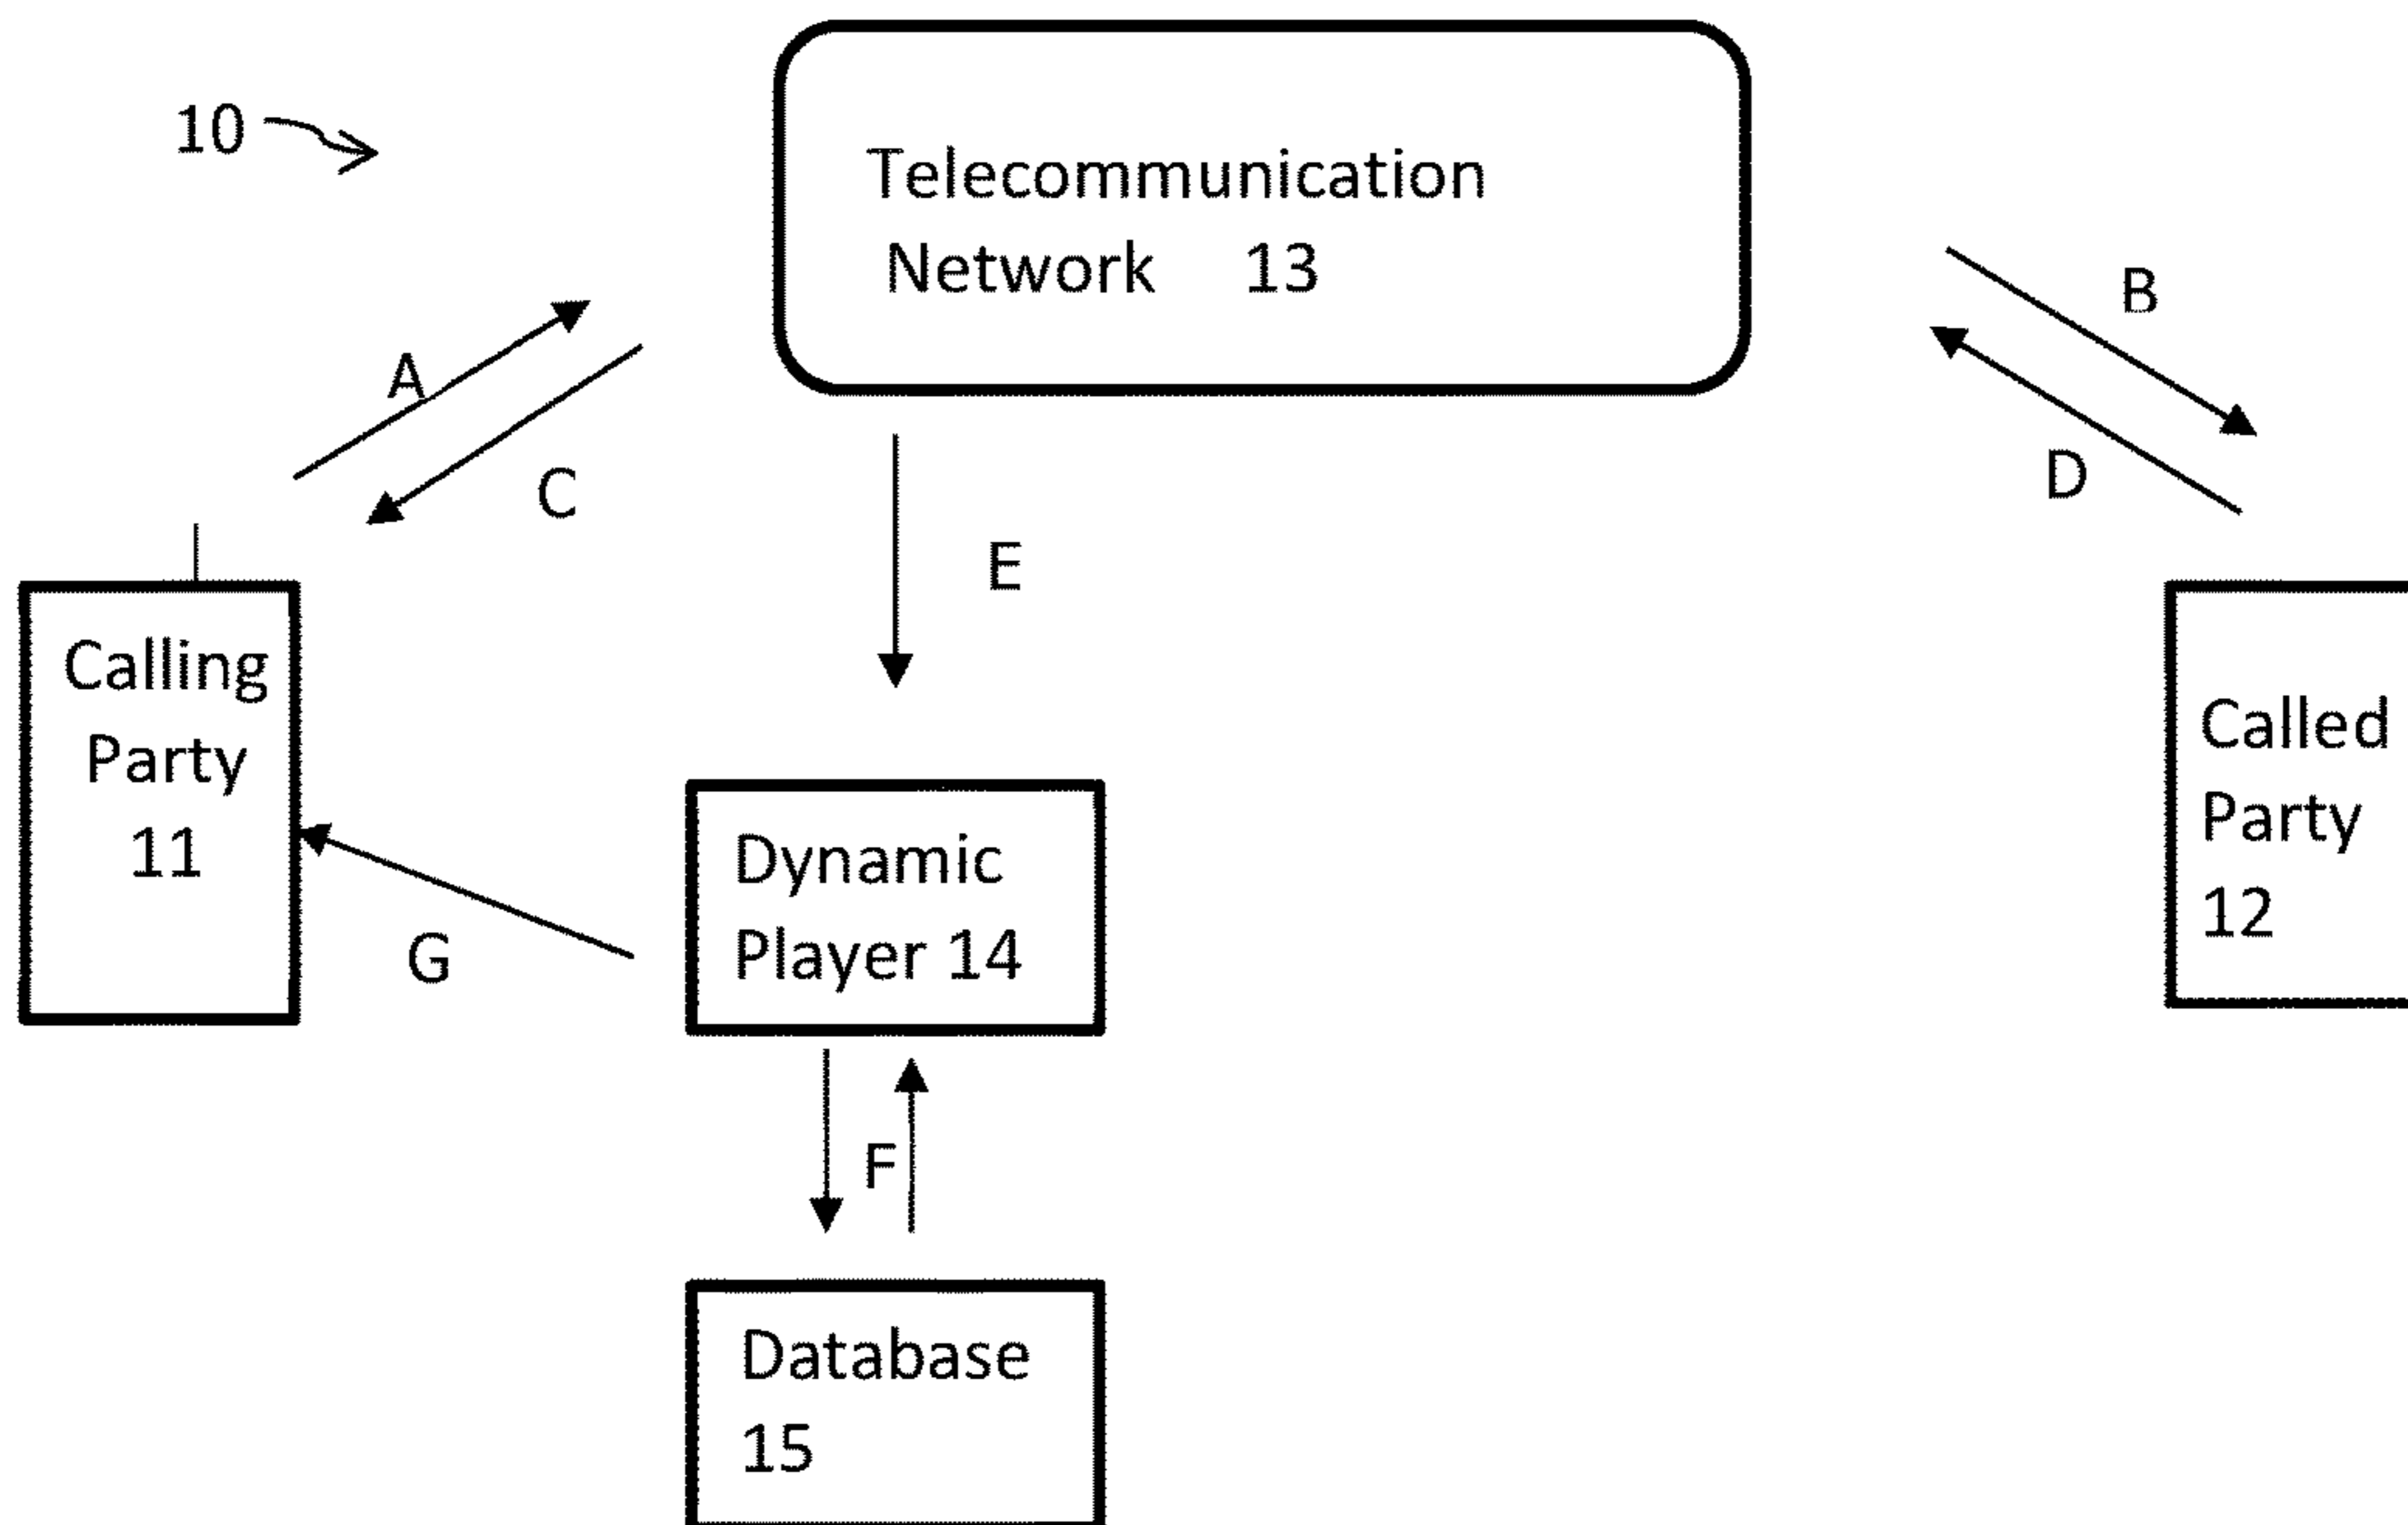 10
Telecommunication
Network 13
A
B
C
D
E
Calling
Party
11
Called
Party
12
Dynamic
Player 14
G
F
Database
15